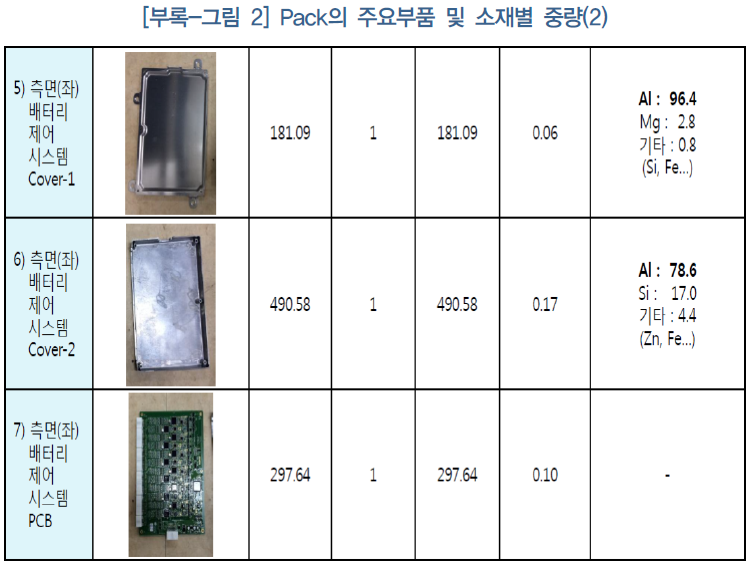 [부록-그림 2] Pack의 주요부품 및 소재별 중량(2)
5) 측면(좌)
배터리
제어
시스템
Cover-1
181.09
1
181.09
0.06
Al : 96.4
Mg : 2.8
기타 : 0.8
(Si, Fe...)
6) 측면(좌)
배터리
제어
시스템
Cover-2
490.58
1
490.58
0.17
Al : 78.6
Si : 17.0
기타 : 4.4
(Zn, Fe...)
7) 측면(좌)
배터리
제어
시스템
PCB
297.64
1
297.64
0.10
-